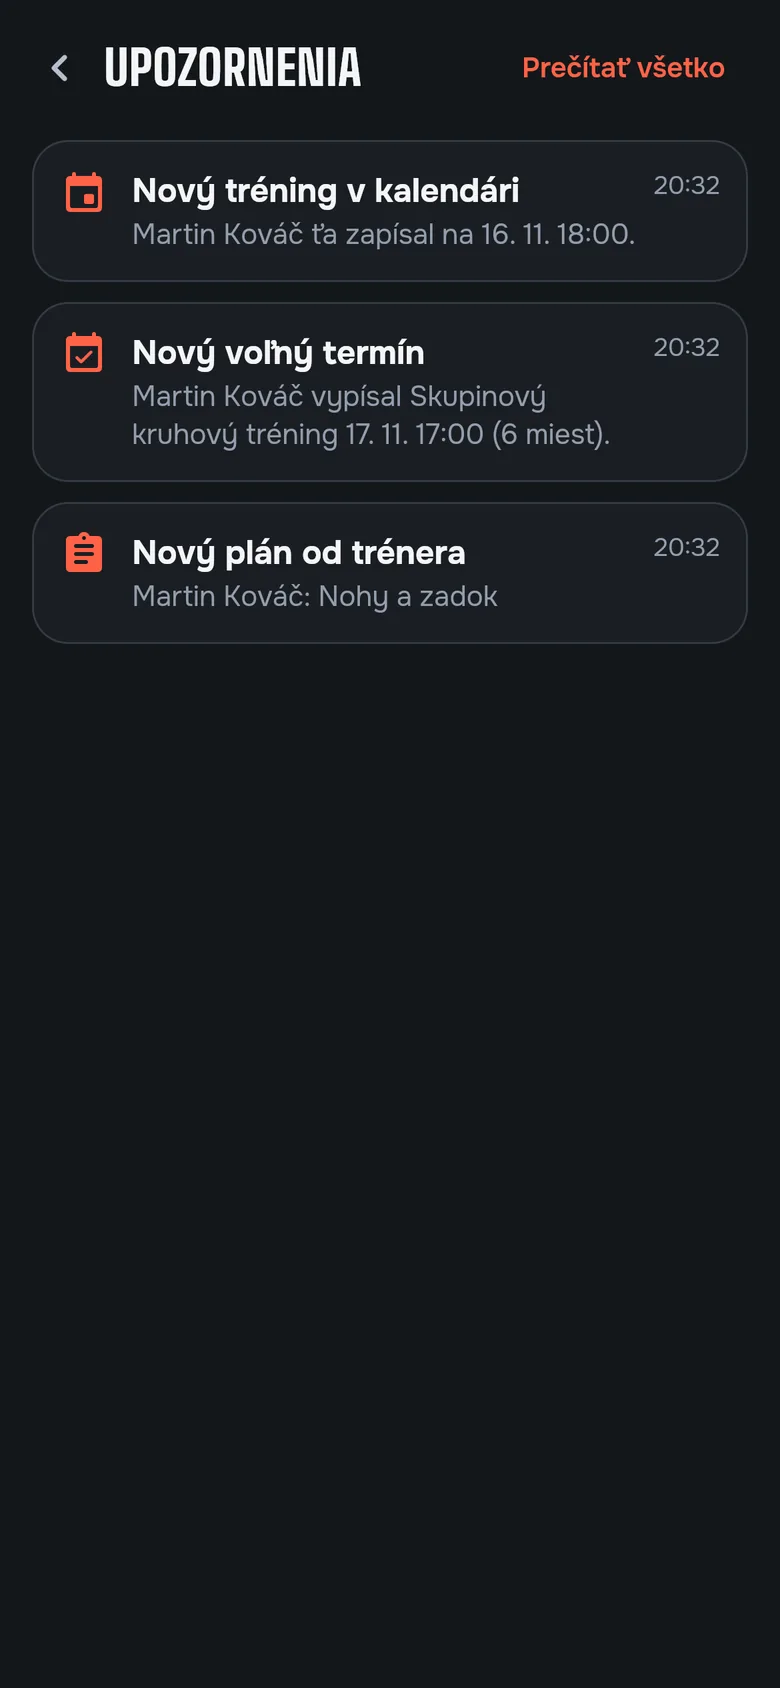 UPOZORNENIA
Prečítať všetko
Nový tréning v kalendári
20:32
Martin Kováč ťa zapísal na 16. 11. 18:00.
Nový voľný termín
20:32
Martin Kováč vypísal Skupinový
kruhový tréning 17. 11. 17:00 (6 miest).
Nový plán od trénera
20:32
Martin Kováč: Nohy a zadok